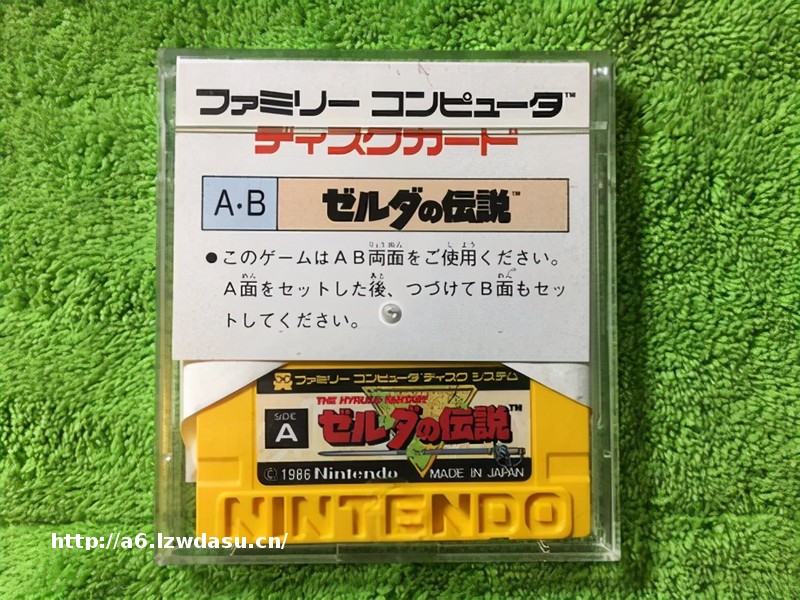 ファミリー コンピュータ™
ディスクカード
A・B
ゼルダの伝説™
●このゲームはAB両面をご使用ください。
A面をセットした後、つづけてB面もセッ
トしてください。
ファミリー コンピュータ ディスク システム
THE HYRULE FANTASY
SIDE
A
ゼルダの伝説™
© 1986 Nintendo
MADE IN JAPAN
NINTENDO
http://a6.lzwdasu.cn/